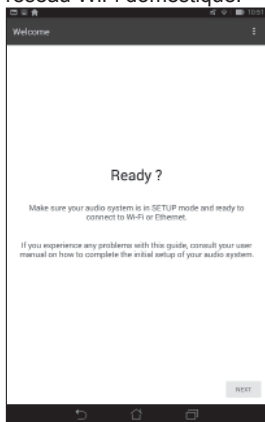 réseau Wi-Fi domestique.
10:51
Welcome
Ready ?
Make sure your audio system is in SETUP mode and ready to
connect to Wi-Fi or Ethernet.
If you experience any problems with this guide, consult your user
manual on how to complete the initial setup of your audio system.
NEXT